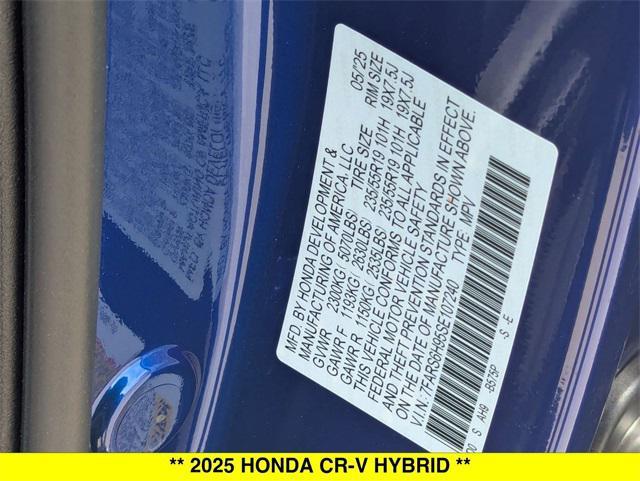 MFD. BY HONDA DEVELOPMENT &
MANUFACTURING OF AMERICA, LLC 05/25
GVWR 2300KG 5070LBS TIRE SIZE RIM SIZE
GAWR F 1193KG 2630LBS 235/55R19 101H 19X7.5J
GAWR R 1150KG 2535LBS 235/55R19 101H 19X7.5J
THIS VEHICLE CONFORMS TO ALL APPLICABLE
FEDERAL MOTOR VEHICLE SAFETY
AND THEFT PREVENTION STANDARDS IN EFFECT
ON THE DATE OF MANUFACTURE SHOWN ABOVE.
V.I.N.: TYPE: MPV
S AH9 -B575P .S -E
** 2025 HONDA CR-V HYBRID **